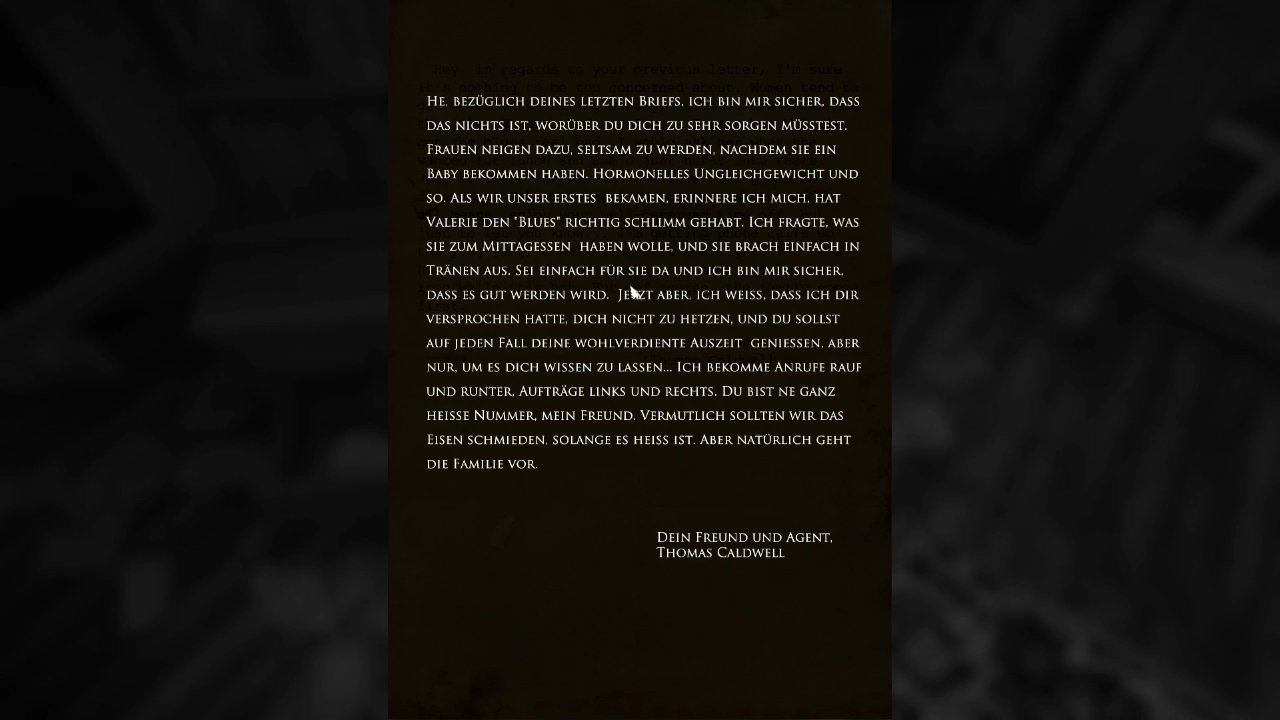 Hey, in regards to your previous letter, I'm sure
He, bezüglich deines letzten Briefs, ich bin mir sicher, dass
das nichts ist, worüber du dich zu sehr sorgen müsstest.
Frauen neigen dazu, seltsam zu werden, nachdem sie ein
Baby bekommen haben. Hormonelles Ungleichgewicht und
so. Als wir unser erstes bekamen, erinnere ich mich, hat
Valerie den "Blues" richtig schlimm gehabt. Ich fragte, was
sie zum Mittagessen haben wolle, und sie brach einfach in
Tränen aus. Sei einfach für sie da und ich bin mir sicher,
dass es gut werden wird. Jetzt aber, ich weiss, dass ich dir
versprochen hatte, dich nicht zu hetzen, und du sollst
auf jeden Fall deine wohlverdiente Auszeit geniessen, aber
nur, um es dich wissen zu lassen... Ich bekomme Anrufe rauf
und runter, Aufträge links und rechts. Du bist ne ganz
heisse Nummer, mein Freund. Vermutlich sollten wir das
Eisen schmieden, solange es heiss ist. Aber natürlich geht
die Familie vor.
Dein Freund und Agent,
Thomas Caldwell